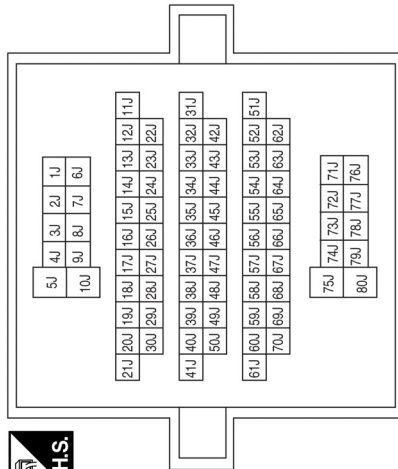 H.S.
5J 4J 3J 2J 1J
10J 9J 8J 7J 6J
21J 20J 19J 18J 17J 16J 15J 14J 13J 12J 11J
30J 29J 28J 27J 26J 25J 24J 23J 22J
41J 40J 39J 38J 37J 36J 35J 34J 33J 32J 31J
50J 49J 48J 47J 46J 45J 44J 43J 42J
61J 60J 59J 58J 57J 56J 55J 54J 53J 52J 51J
70J 69J 68J 67J 66J 65J 64J 63J 62J
75J 74J 73J 72J 71J
80J 79J 78J 77J 76J